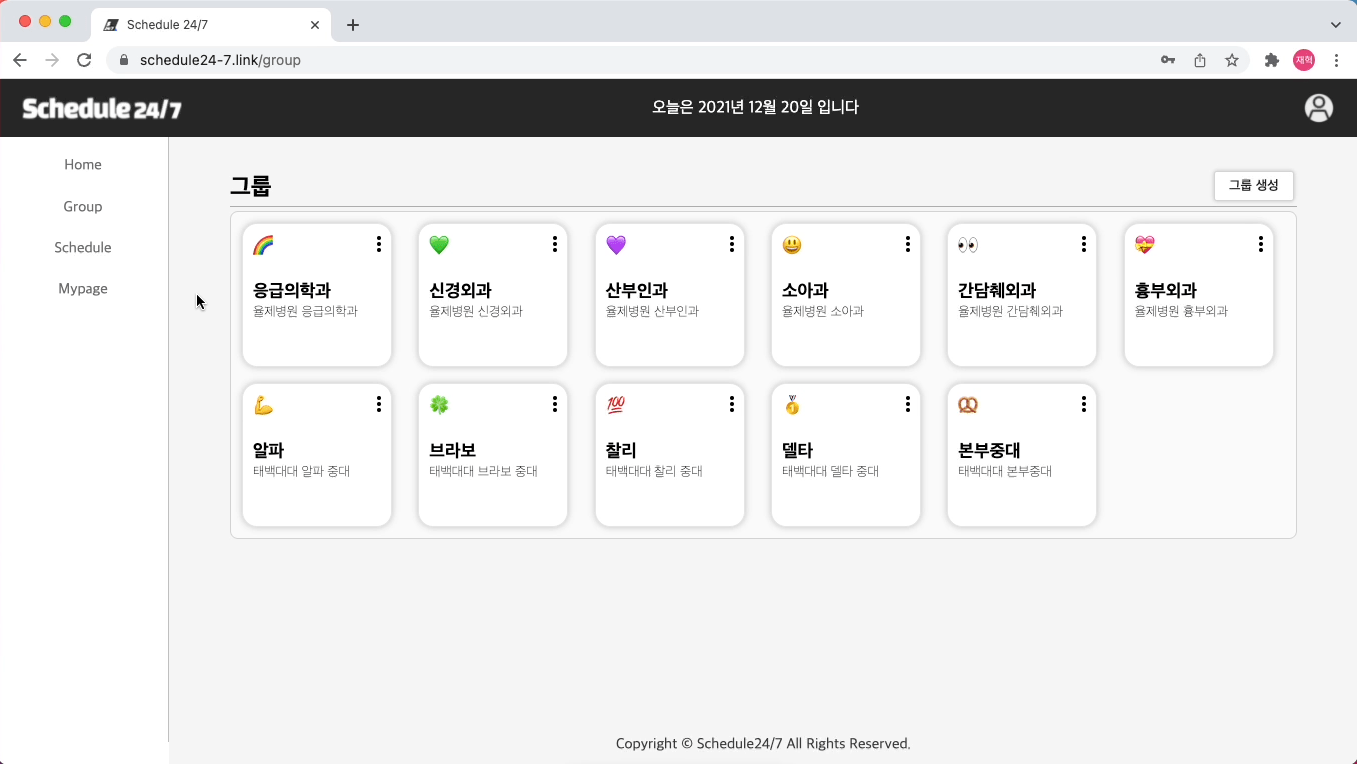 Schedule 24/7
schedule24-7.link/group
재혁
Schedule 24/7
오늘은 2021년 12월 20일 입니다
Home
Group
Schedule
Mypage
그룹
그룹 생성
응급의학과
율제병원 응급의학과
신경외과
율제병원 신경외과
산부인과
율제병원 산부인과
소아과
율제병원 소아과
간담췌외과
율제병원 간담췌외과
흉부외과
율제병원 흉부외과
알파
태백대대 알파 중대
브라보
태백대대 브라보 중대
💯
찰리
태백대대 찰리 중대
델타
태백대대 델타 중대
본부중대
태백대대 본부중대
Copyright © Schedule24/7 All Rights Reserved.